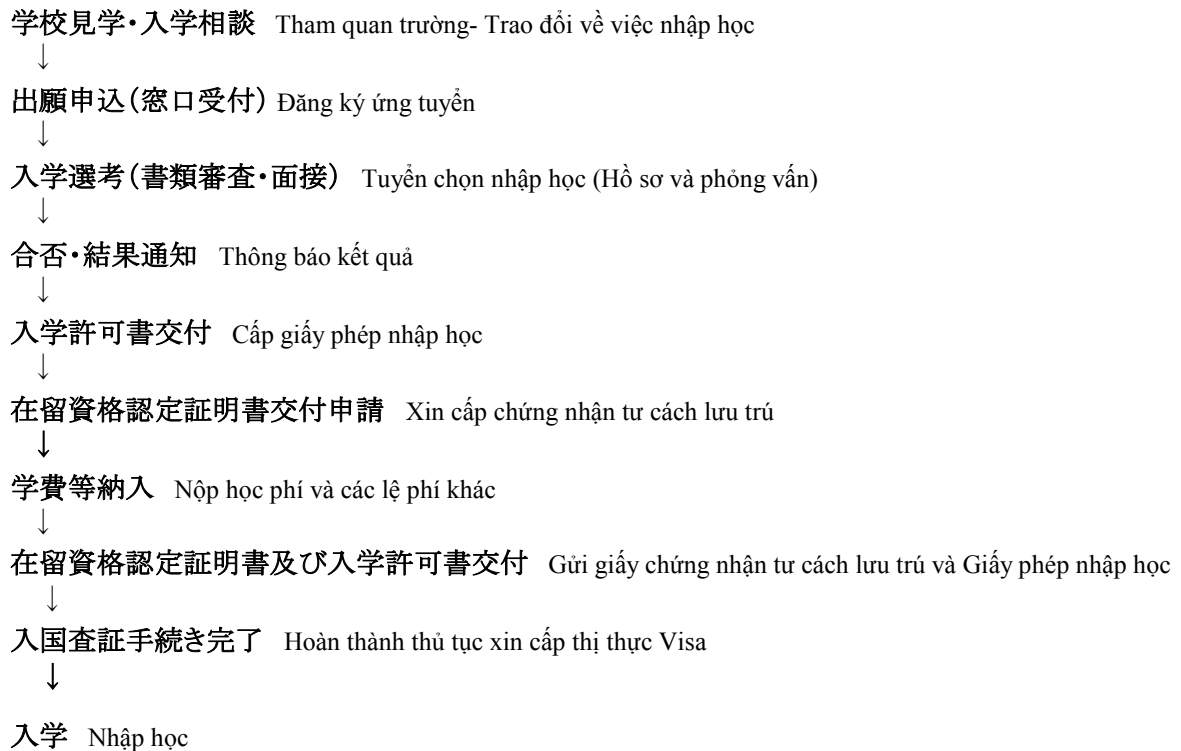 学校見学・入学相談 Tham quan trường- Trao đổi về việc nhập học
↓
出願申込（窓口受付）Đăng ký ứng tuyển
↓
入学選考（書類審査・面接） Tuyển chọn nhập học (Hồ sơ và phỏng vấn)
↓
合否・結果通知 Thông báo kết quả
↓
入学許可書交付 Cấp giấy phép nhập học
↓
在留資格認定証明書交付申請 Xin cấp chứng nhận tư cách lưu trú
↓
学費等納入 Nộp học phí và các lệ phí khác
↓
在留資格認定証明書及び入学許可書交付 Gửi giấy chứng nhận tư cách lưu trú và Giấy phép nhập học
↓
入国査証手続き完了 Hoàn thành thủ tục xin cấp thị thực Visa
↓
入学 Nhập học